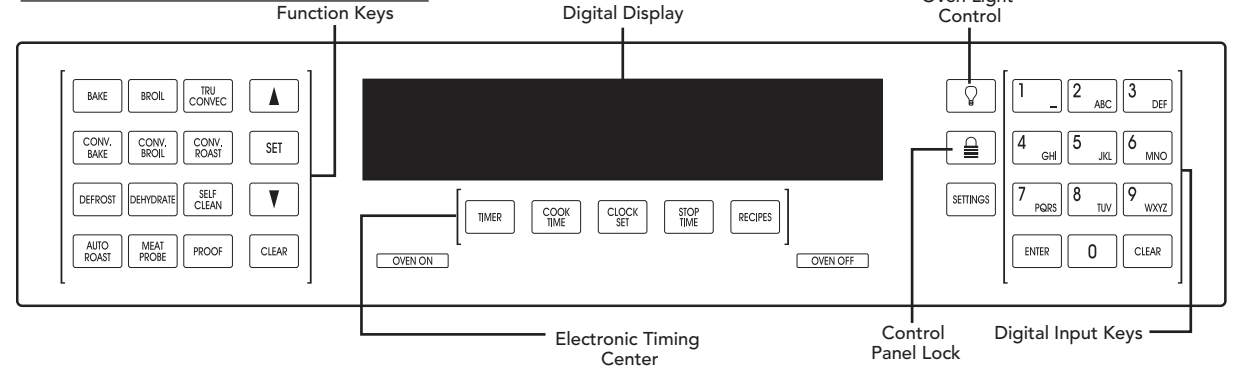 Function Keys
Digital Display
Oven Light
Control
BAKE
BROIL
TRU
CONVEC
CONV.
BAKE
CONV.
BROIL
CONV.
ROAST
SET
DEFROST
DEHYDRATE
SELF
CLEAN
AUTO
ROAST
MEAT
PROBE
PROOF
CLEAR
TIMER
COOK
TIME
CLOCK
SET
STOP
TIME
RECIPES
OVEN ON
OVEN OFF
SETTINGS
1 _
2 ABC
3 DEF
4 GHI
5 JKL
6 MNO
7 PQRS
8 TUV
9 WXYZ
ENTER
0
CLEAR
Electronic Timing
Center
Control
Panel Lock
Digital Input Keys